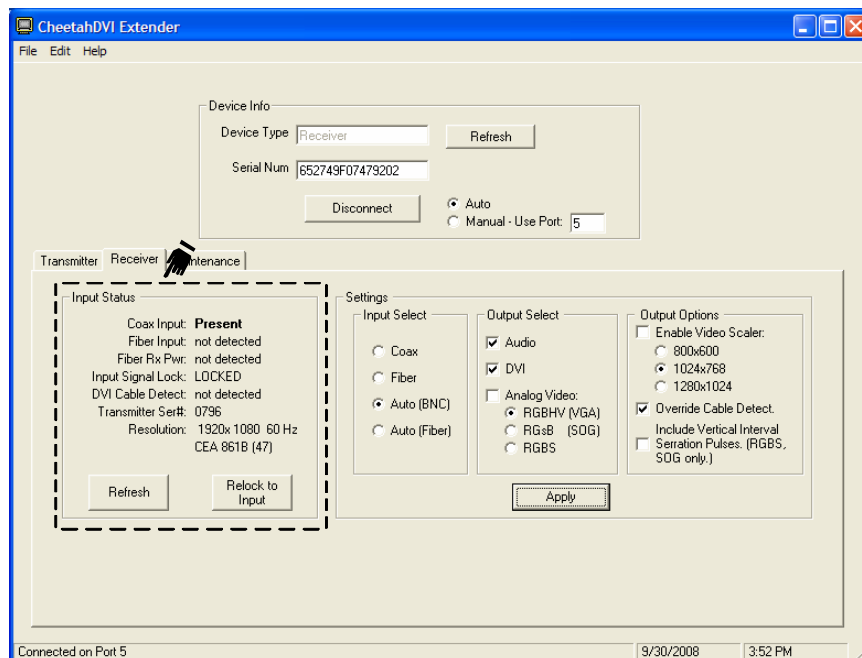 CheetahDVI Extender
File Edit Help
Device Info
Device Type Receiver Refresh
Serial Num 652749F07479202
Disconnect
Auto
Manual - Use Port: 5
Transmitter Receiver ntenance
Input Status
Coax Input: Present
Fiber Input: not detected
Fiber Rx Pwr: not detected
Input Signal Lock: LOCKED
DVI Cable Detect: not detected
Transmitter Ser#: 0796
Resolution: 1920x 1080 60 Hz
CEA 861B (47)
Refresh
Relock to
Input
Settings
Input Select
Coax
Fiber
Auto (BNC)
Auto (Fiber)
Output Select
Audio
DVI
Analog Video:
RGBHV (VGA)
RGsB (SOG)
RGBS
Output Options
Enable Video Scaler:
800x600
1024x768
1280x1024
Override Cable Detect.
Include Vertical Interval
Serration Pulses. (RGBS,
SOG only.)
Apply
Connected on Port 5
9/30/2008
3:52 PM